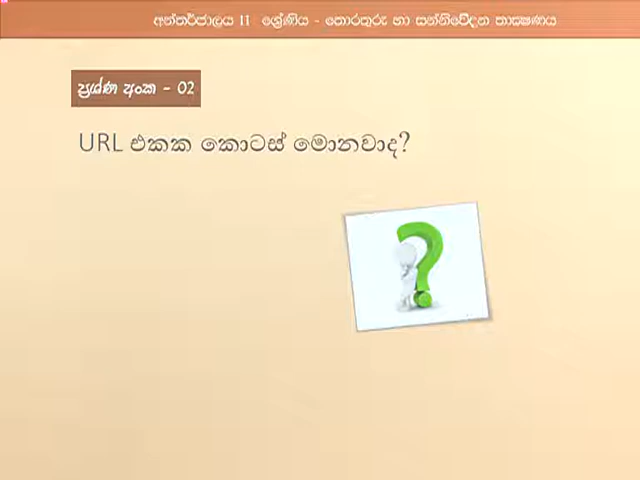 අන්තර්ජාලය 11 ශ්‍රේණිය - තොරතුරු හා සන්නිවේදන තාක්ෂණය
ප්‍රශ්ණ අංක - 02
URL එකක කොටස් මොනවාද?